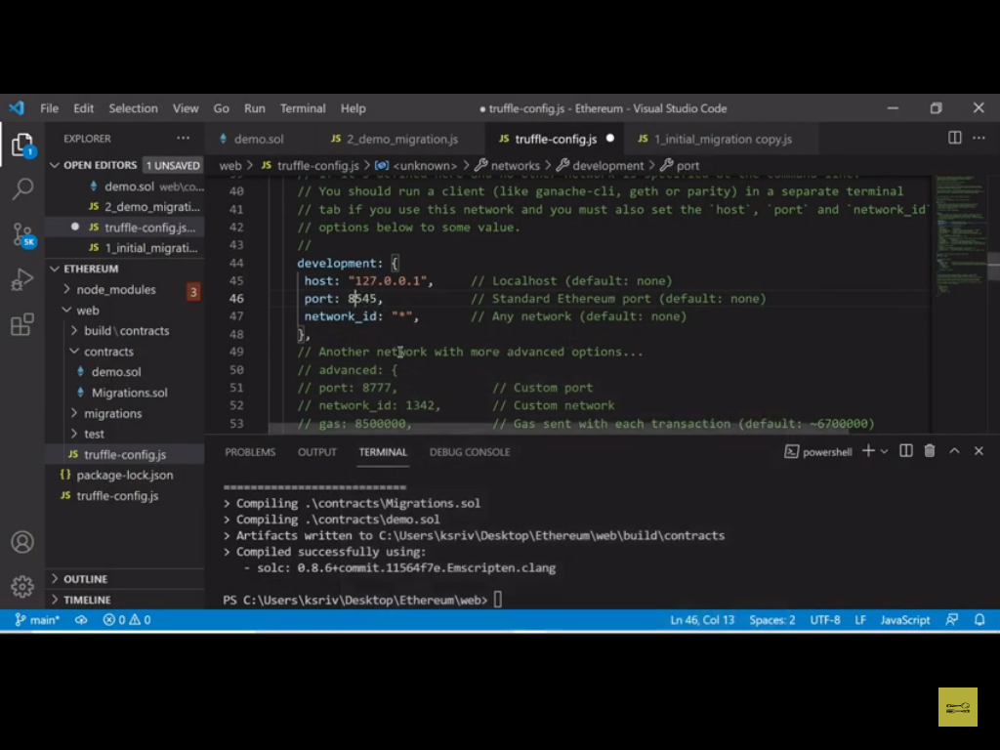 File Edit Selection View Go Run Terminal Help
● truffle-config.js - Ethereum - Visual Studio Code
EXPLORER ···
demo.sol
JS 2_demo_migration.js
JS truffle-config.js ●
JS 1_initial_migration copy.js
OPEN EDITORS 1 UNSAVED
web > JS truffle-config.js > <unknown> > networks > development > port
demo.sol web\co...
JS 2_demo_migrati...
● JS truffle-config.js...
JS 1_initial_migrati...
ETHEREUM
node_modules 3
web
build \ contracts
contracts
demo.sol
Migrations.sol
migrations
test
JS truffle-config.js
{} package-lock.json
JS truffle-config.js
OUTLINE
TIMELINE
1
5K
40 // You should run a client (like ganache-cli, geth or parity) in a separate terminal
41 // tab if you use this network and you must also set the `host`, `port` and `network_id`
42 // options below to some value.
43 //
44 development: {
45 host: "127.0.0.1", // Localhost (default: none)
46 port: 8545, // Standard Ethereum port (default: none)
47 network_id: "*", // Any network (default: none)
48 },
49 // Another network with more advanced options...
50 // advanced: {
51 // port: 8777, // Custom port
52 // network_id: 1342, // Custom network
53 // gas: 8500000, // Gas sent with each transaction (default: ~6700000)
PROBLEMS OUTPUT TERMINAL DEBUG CONSOLE
powershell
===========================
> Compiling .\contracts\Migrations.sol
> Compiling .\contracts\demo.sol
> Artifacts written to C:\Users\ksriv\Desktop\Ethereum\web\build\contracts
> Compiled successfully using:
- solc: 0.8.6+commit.11564f7e.Emscripten.clang
PS C:\Users\ksriv\Desktop\Ethereum\web>
main* 0 0
Ln 46, Col 13 Spaces: 2 UTF-8 LF JavaScript